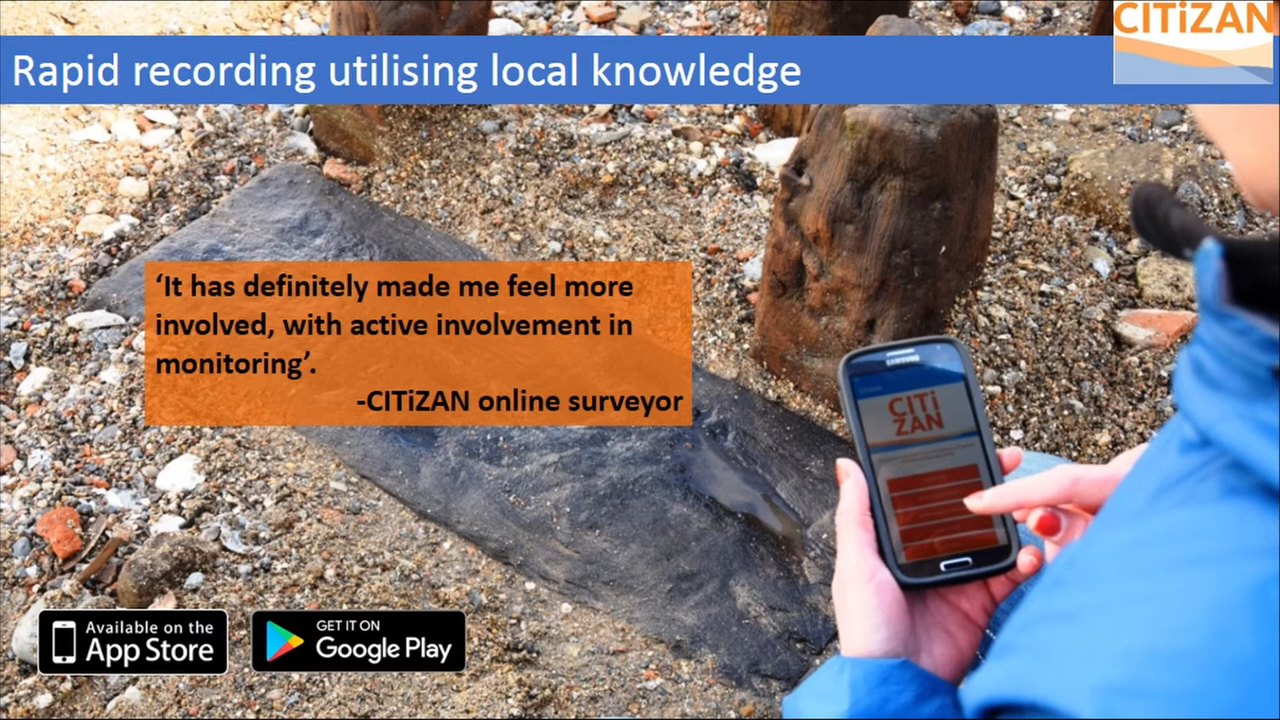 CITiZAN
Rapid recording utilising local knowledge
‘It has definitely made me feel more
involved, with active involvement in
monitoring’.
-CITiZAN online surveyor
SAMSUNG
CITi
ZAN
Available on the
App Store
GET IT ON
Google Play